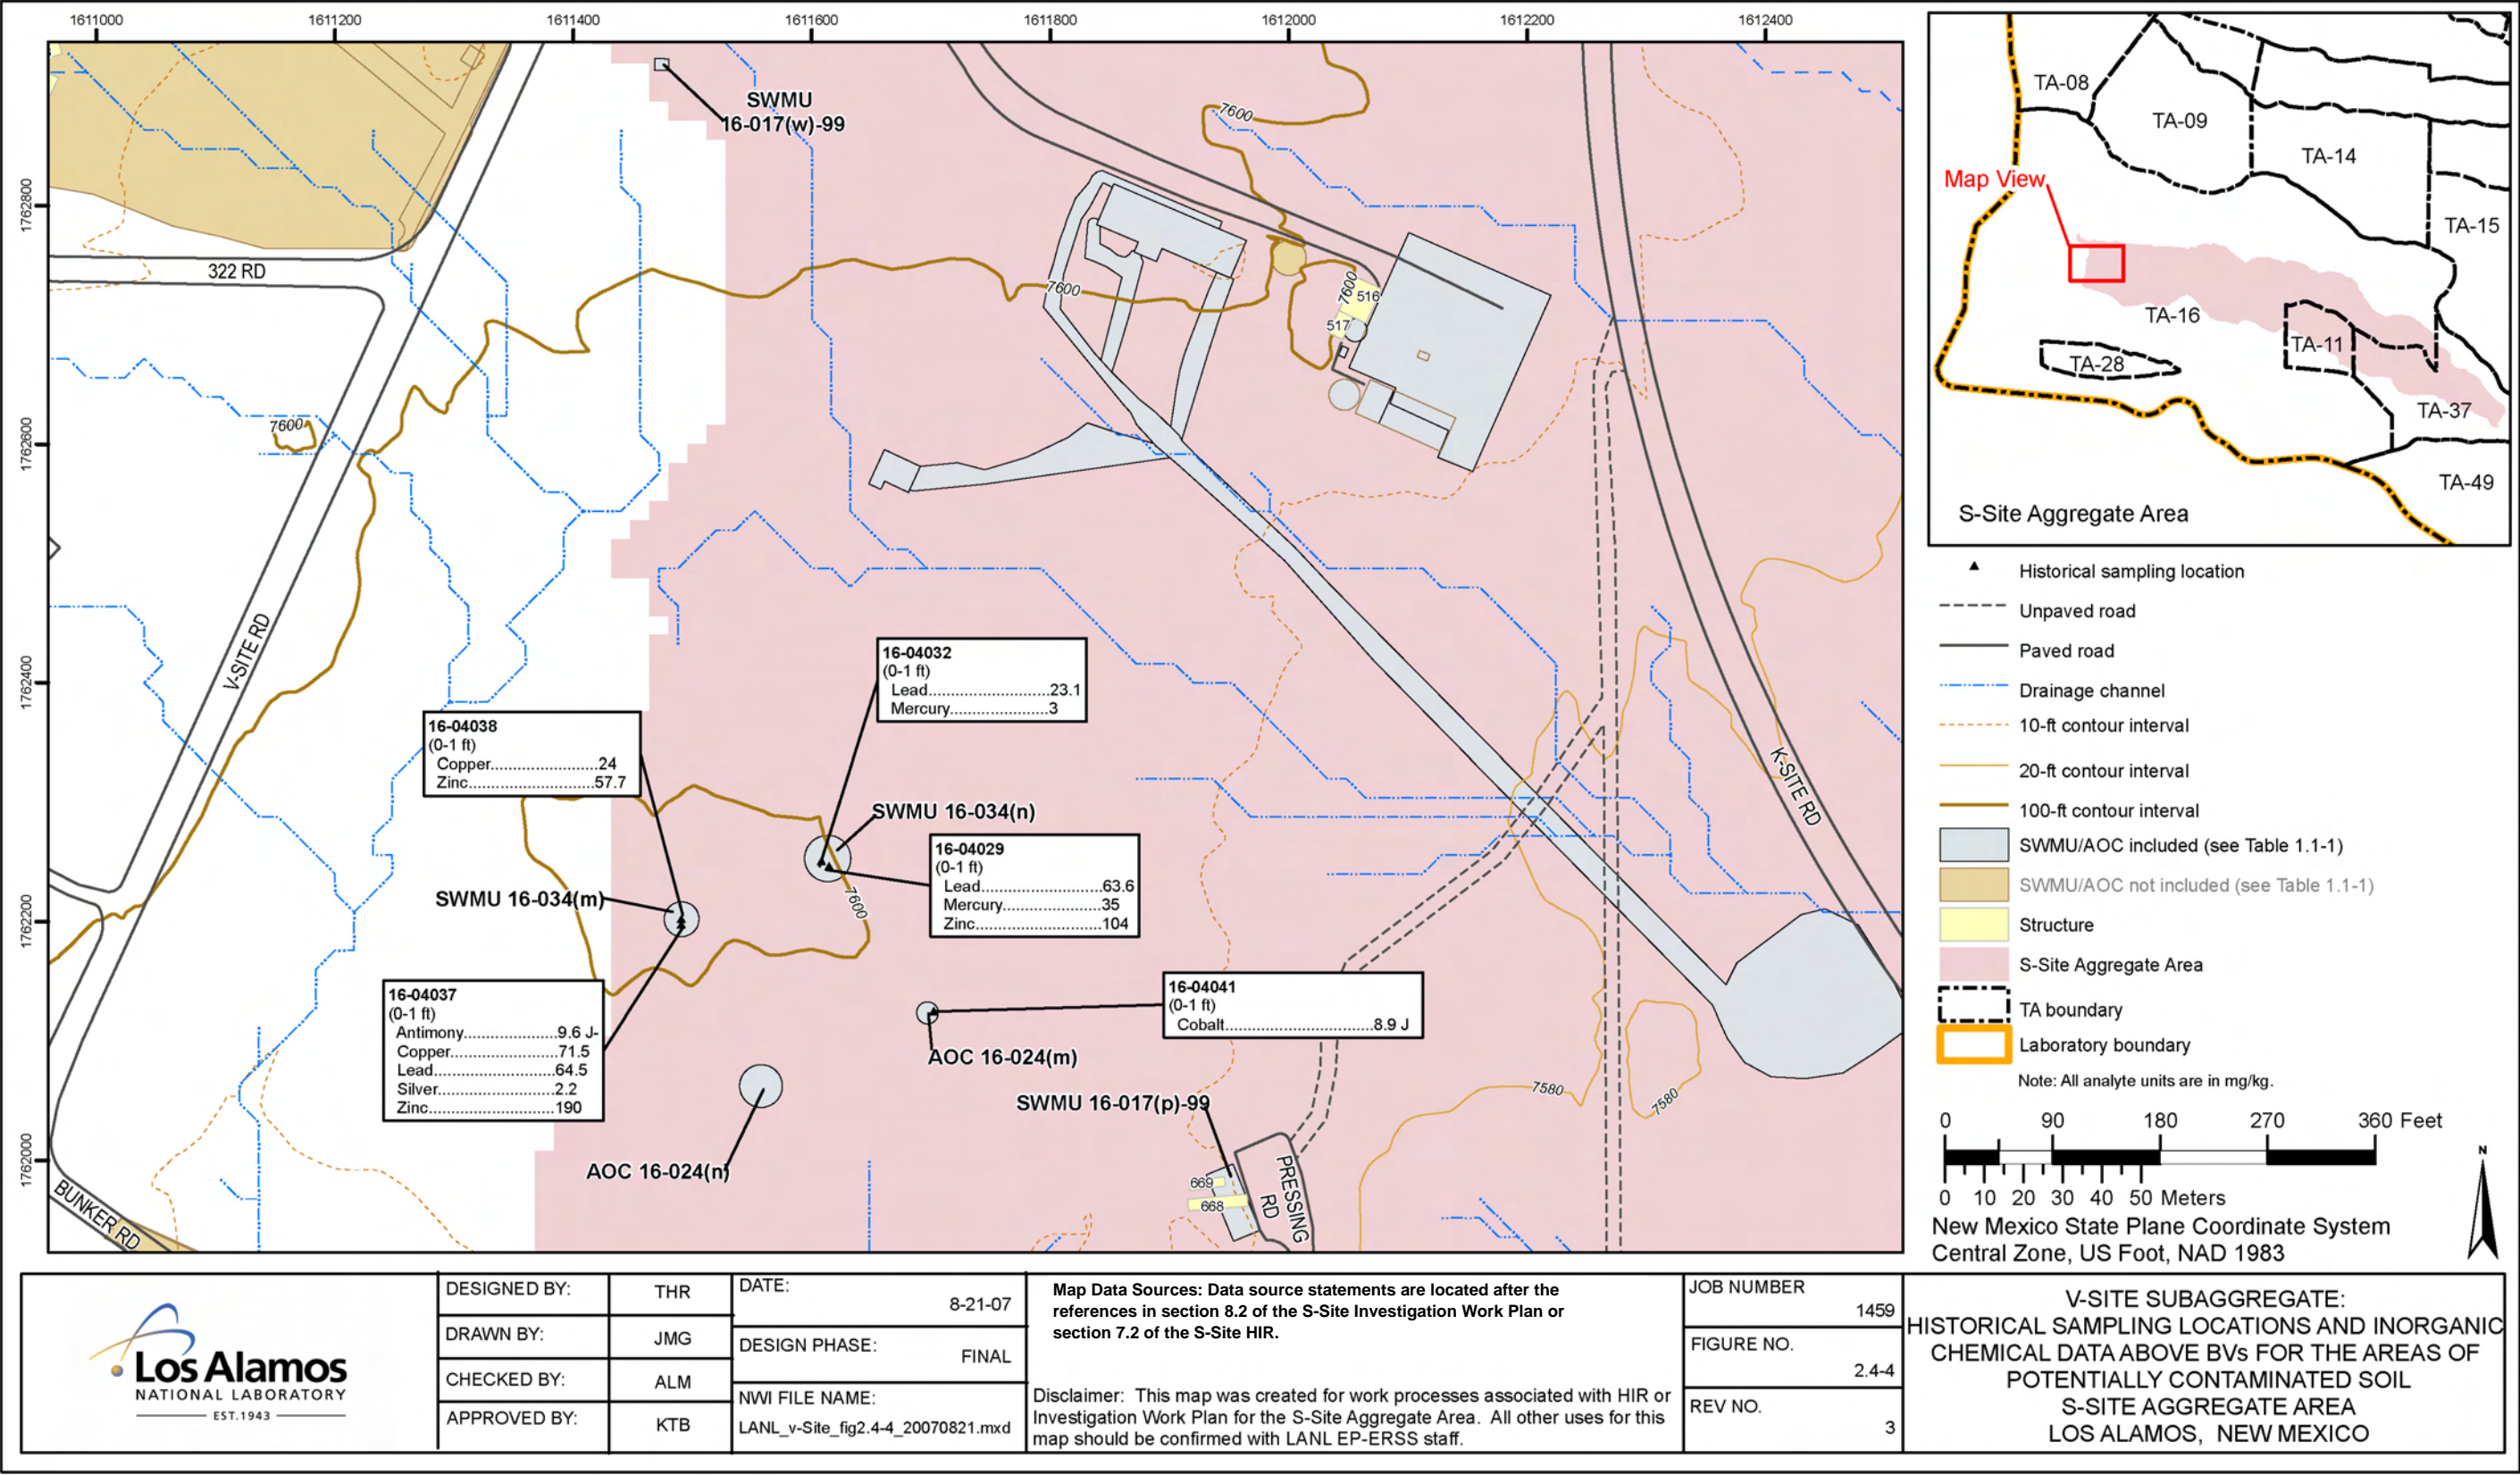 1611000 1611200 1611400 1611600 1611800 1612000 1612200 1612400
1762800
1762600
1762400
1762200
1762000
SWMU
16-017(w)-99
7600
322 RD
7600
7600
516
517
7600
V-SITE RD
K-SITE RD
16-04032
(0-1 ft)
Lead............................23.1
Mercury.....................3
16-04038
(0-1 ft)
Copper.........................24
Zinc.............................57.7
SWMU 16-034(n)
16-04029
(0-1 ft)
Lead............................63.6
Mercury.......................35
Zinc..............................104
7600
SWMU 16-034(m)
16-04037
(0-1 ft)
Antimony......................9.6 J-
Copper.........................71.5
Lead............................64.5
Silver...........................2.2
Zinc.............................190
16-04041
(0-1 ft)
Cobalt..................................8.9 J
AOC 16-024(m)
SWMU 16-017(p)-99
7580
7580
AOC 16-024(n)
669
668
PRESSING
RD
BUNKER RD
TA-08
TA-09
TA-14
Map View
TA-15
TA-16
TA-11
TA-28
TA-37
TA-49
S-Site Aggregate Area
Historical sampling location
Unpaved road
Paved road
Drainage channel
10-ft contour interval
20-ft contour interval
100-ft contour interval
SWMU/AOC included (see Table 1.1-1)
SWMU/AOC not included (see Table 1.1-1)
Structure
S-Site Aggregate Area
TA boundary
Laboratory boundary
Note: All analyte units are in mg/kg.
0 90 180 270 360 Feet
0 10 20 30 40 50 Meters
N
New Mexico State Plane Coordinate System
Central Zone, US Foot, NAD 1983
Los Alamos
NATIONAL LABORATORY
EST.1943
DESIGNED BY: THR
DRAWN BY: JMG
CHECKED BY: ALM
APPROVED BY: KTB
DATE:
8-21-07
DESIGN PHASE:
FINAL
NWI FILE NAME:
LANL_v-Site_fig2.4-4_20070821.mxd
Map Data Sources: Data source statements are located after the
references in section 8.2 of the S-Site Investigation Work Plan or
section 7.2 of the S-Site HIR.
Disclaimer: This map was created for work processes associated with HIR or
Investigation Work Plan for the S-Site Aggregate Area. All other uses for this
map should be confirmed with LANL EP-ERSS staff.
JOB NUMBER
1459
FIGURE NO.
2.4-4
REV NO.
3
V-SITE SUBAGGREGATE:
HISTORICAL SAMPLING LOCATIONS AND INORGANIC
CHEMICAL DATA ABOVE BVs FOR THE AREAS OF
POTENTIALLY CONTAMINATED SOIL
S-SITE AGGREGATE AREA
LOS ALAMOS, NEW MEXICO